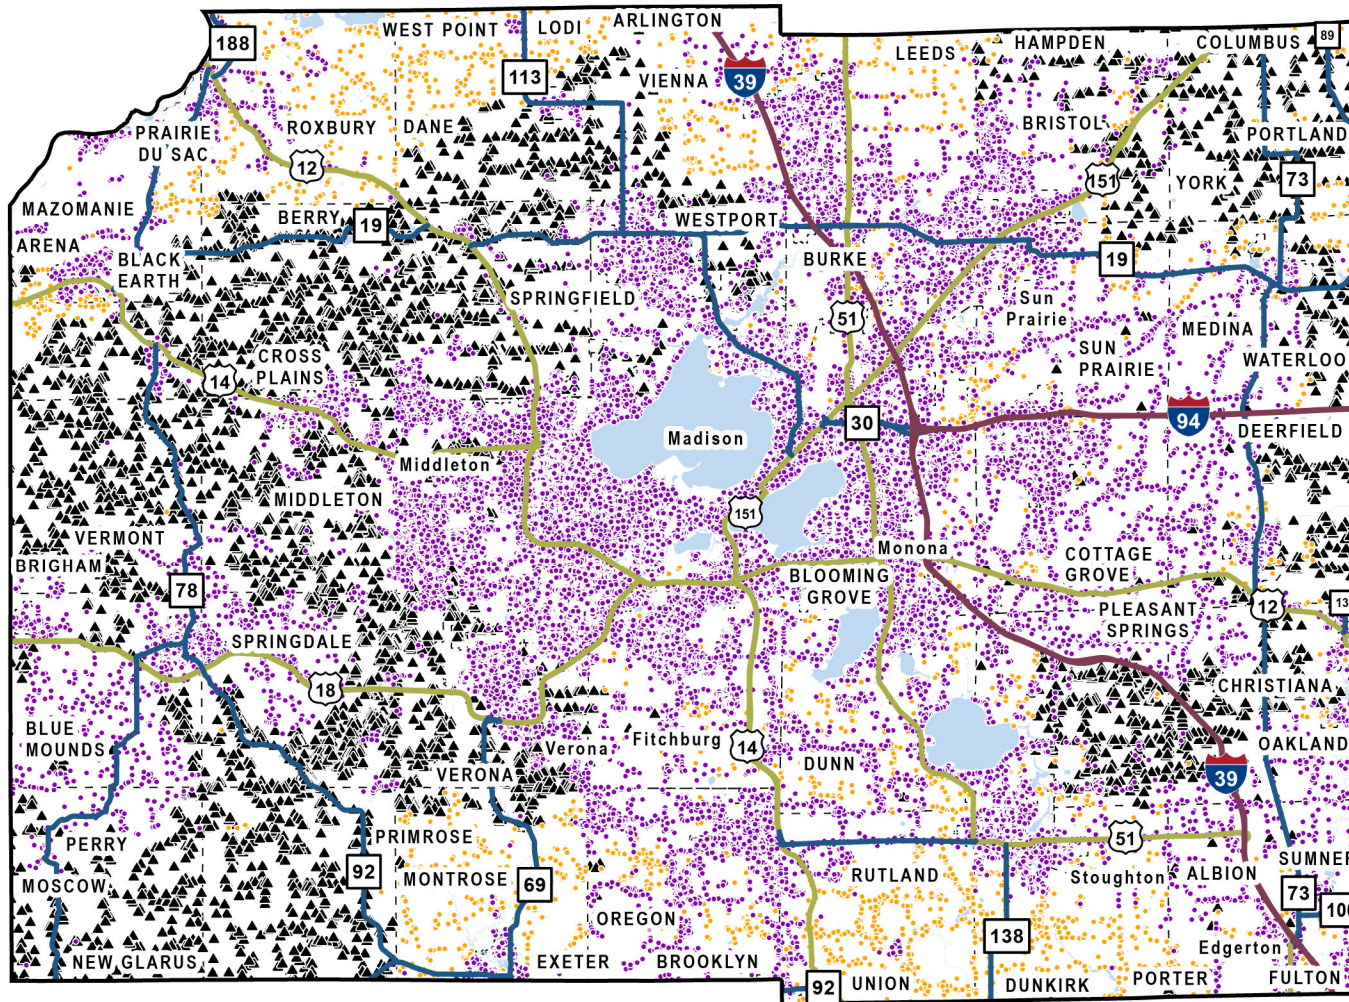 ARLINGTON
WEST POINT
LODI
89
188
LEEDS
HAMPDEN
COLUMBUS
113
VIENNA
39
PRAIRIE
DU SAC
ROXBURY
DANE
BRISTOL
PORTLAND
12
151
YORK
73
MAZOMANIE
BERRY
19
WESTPORT
ARENA
BLACK
EARTH
BURKE
19
SPRINGFIELD
51
Sun
Prairie
MEDINA
CROSS
PLAINS
SUN
PRAIRIE
WATERLOO
14
94
30
Madison
DEERFIELD
Middleton
MIDDLETON
151
VERMONT
BRIGHAM
Monona
COTTAGE
GROVE
78
BLOOMING
GROVE
12
13
PLEASANT
SPRINGS
SPRINGDALE
18
CHRISTIANA
BLUE
MOUNDS
Verona
Fitchburg
14
OAKLAND
DUNN
VERONA
39
PERRY
PRIMROSE
51
SUMNER
MOSCOW
92
MONTROSE
69
RUTLAND
Stoughton
ALBION
73
106
OREGON
138
Edgerton
NEW GLARUS
EXETER
BROOKLYN
92
UNION
DUNKIRK
PORTER
FULTON